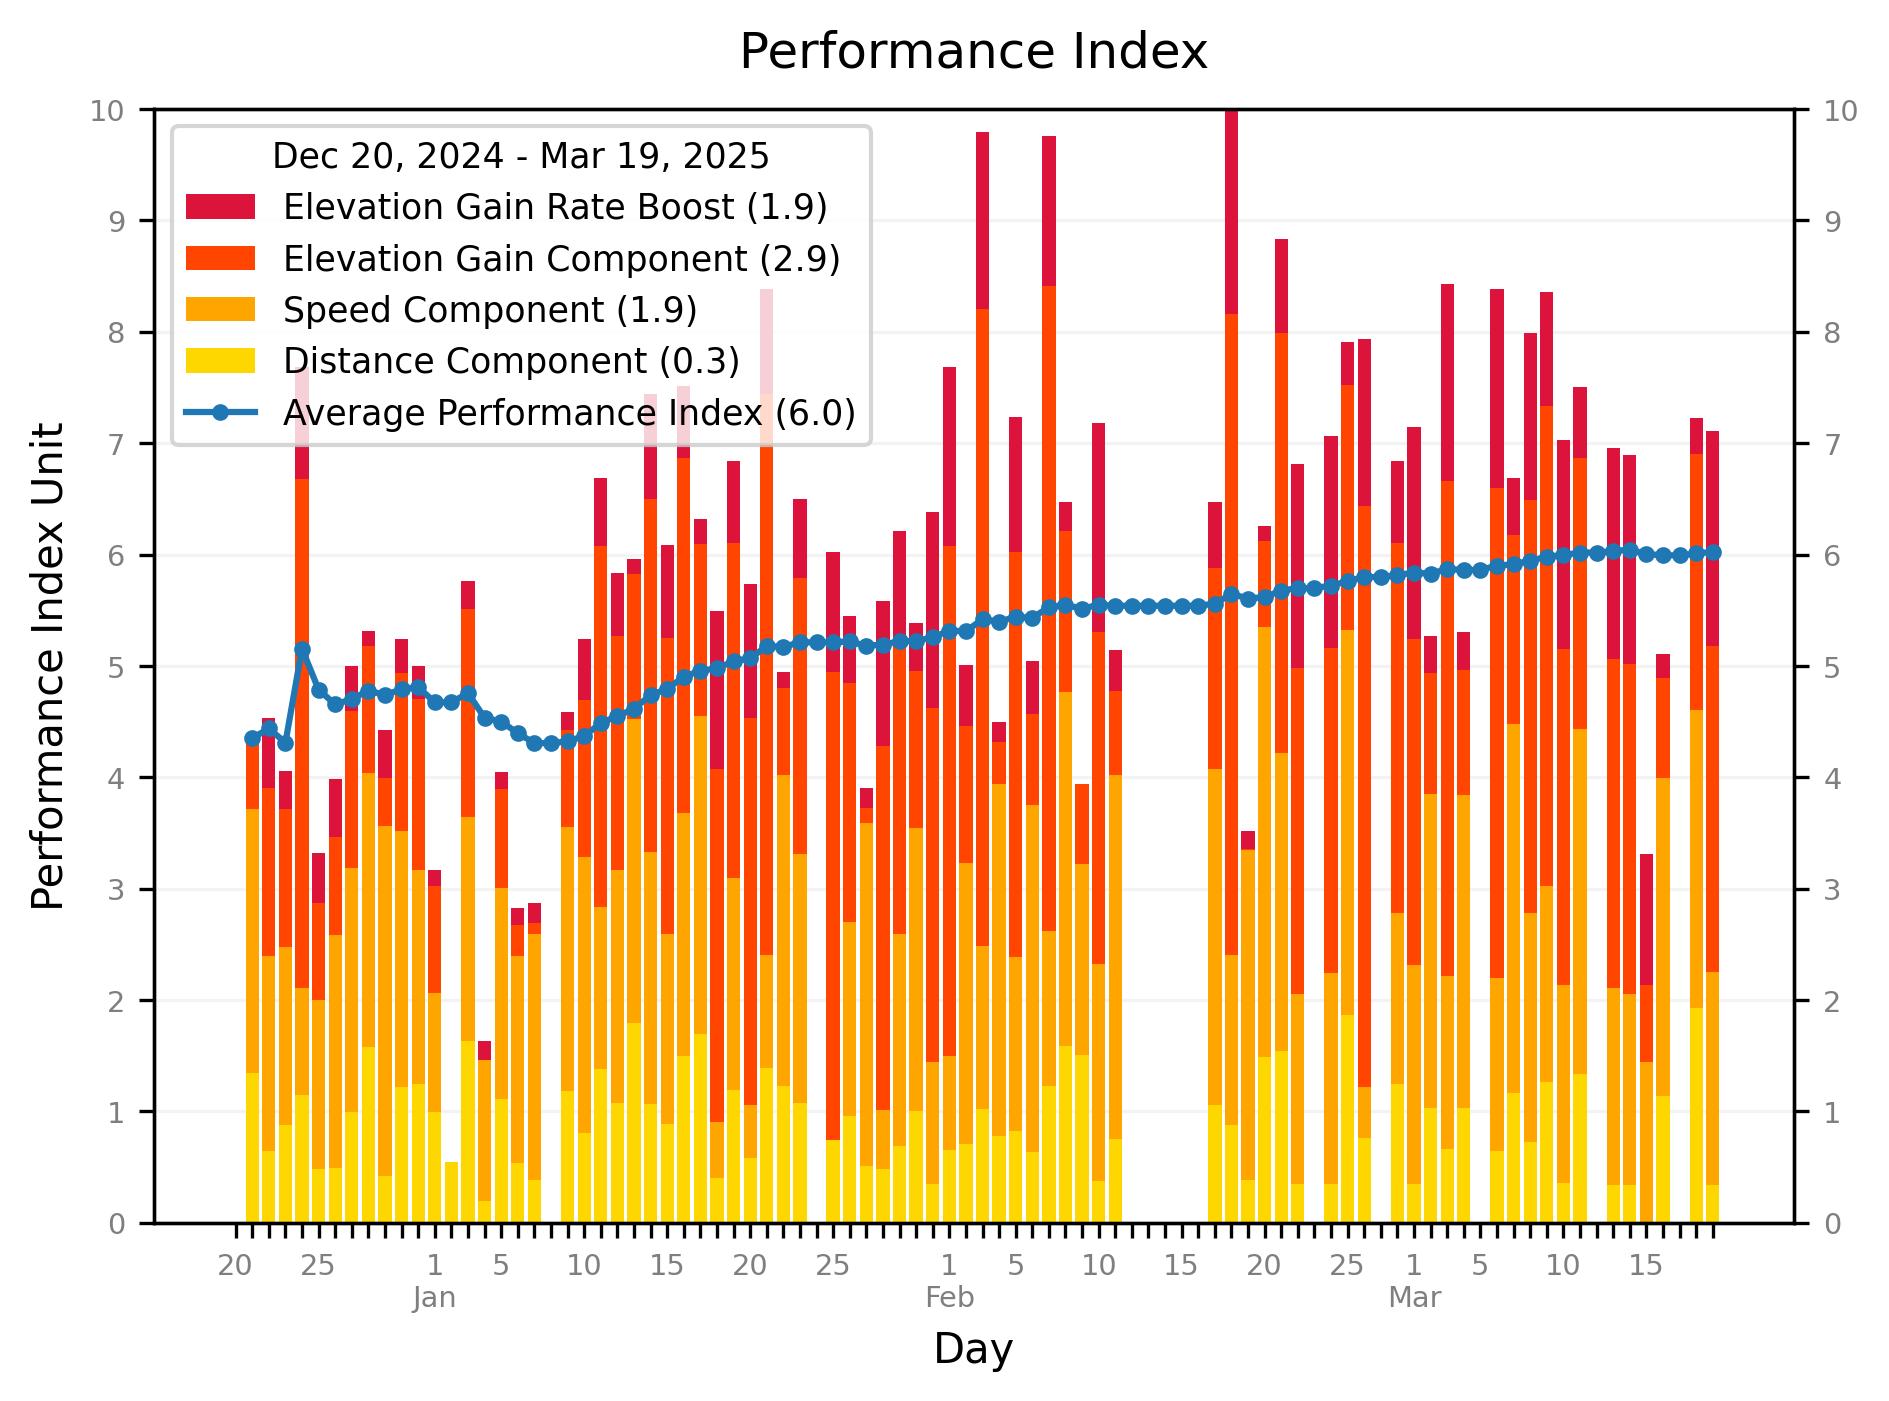 Performance Index
Dec 20, 2024 - Mar 19, 2025
Elevation Gain Rate Boost (1.9)
Elevation Gain Component (2.9)
Speed Component (1.9)
Distance Component (0.3)
Average Performance Index (6.0)
Performance Index Unit
10
9
8
7
6
5
4
3
2
1
0
10
9
8
7
6
5
4
3
2
1
0
20 25 1 5 10 15 20 25 1 5 10 15 20 25 1 5 10 15
Jan Feb Mar
Day